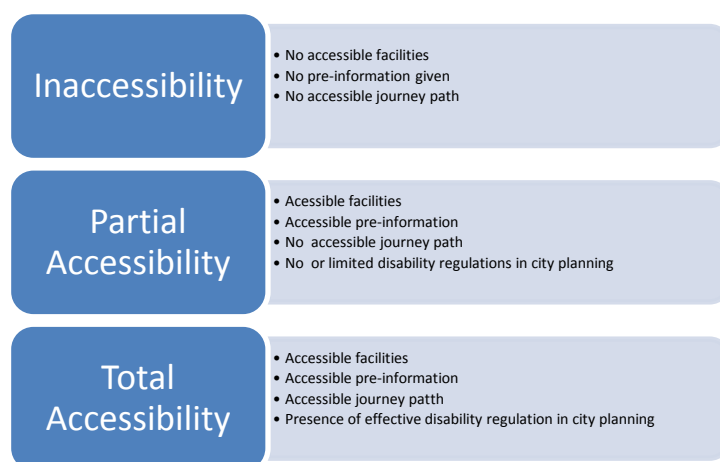 Inaccessibility
• No accessible facilities
• No pre-information given
• No accessible journey path
Partial
Accessibility
• Acessible facilities
• Accessible pre-information
• No  accessible journey path
• No  or limited disability regulations in city planning
Total
Accessibility
• Accessible facilities
• Accessible pre-information
• Accessible journey patth
• Presence of effective disability regulation in city planning